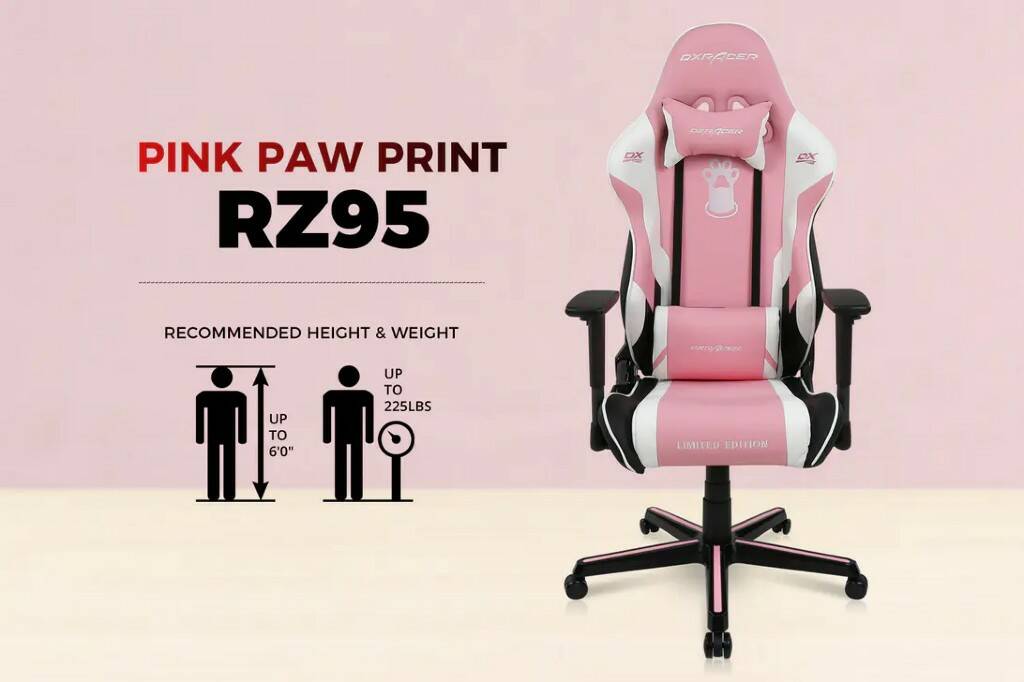 PINK PAW PRINT
RZ95
RECOMMENDED HEIGHT & WEIGHT
UP
TO
6'0"
UP
TO
225LBS
DXRACER
DXRACER
DX
DX
DXRACER
LIMITED EDITION